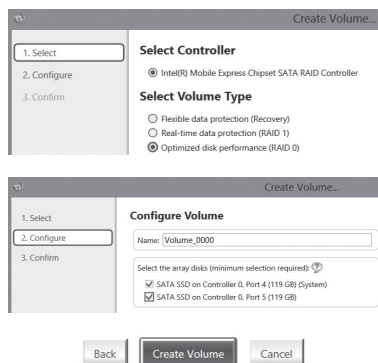 Create Volume...
1. Select
2. Configure
3. Confirm
Select Controller
Intel(R) Mobile Express Chipset SATA RAID Controller
Select Volume Type
Flexible data protection (Recovery)
Real-time data protection (RAID 1)
Optimized disk performance (RAID 0)
Create Volume...
1. Select
2. Configure
3. Confirm
Configure Volume
Name: Volume_0000
Select the array disks (minimum selection required): ?
SATA SSD on Controller 0, Port 4 (119 GB) (System)
SATA SSD on Controller 0, Port 5 (119 GB)
Back Create Volume Cancel